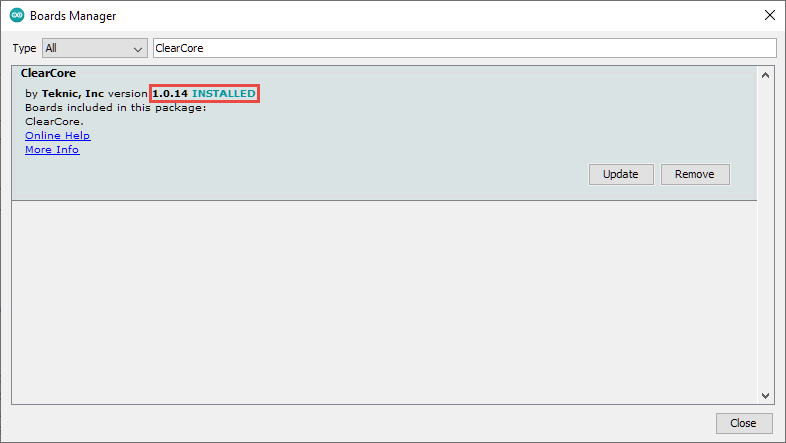 Boards Manager
Type All ClearCore
ClearCore
by Teknic, Inc version 1.0.14 INSTALLED
Boards included in this package:
ClearCore.
Online Help
More Info
Update Remove
Close